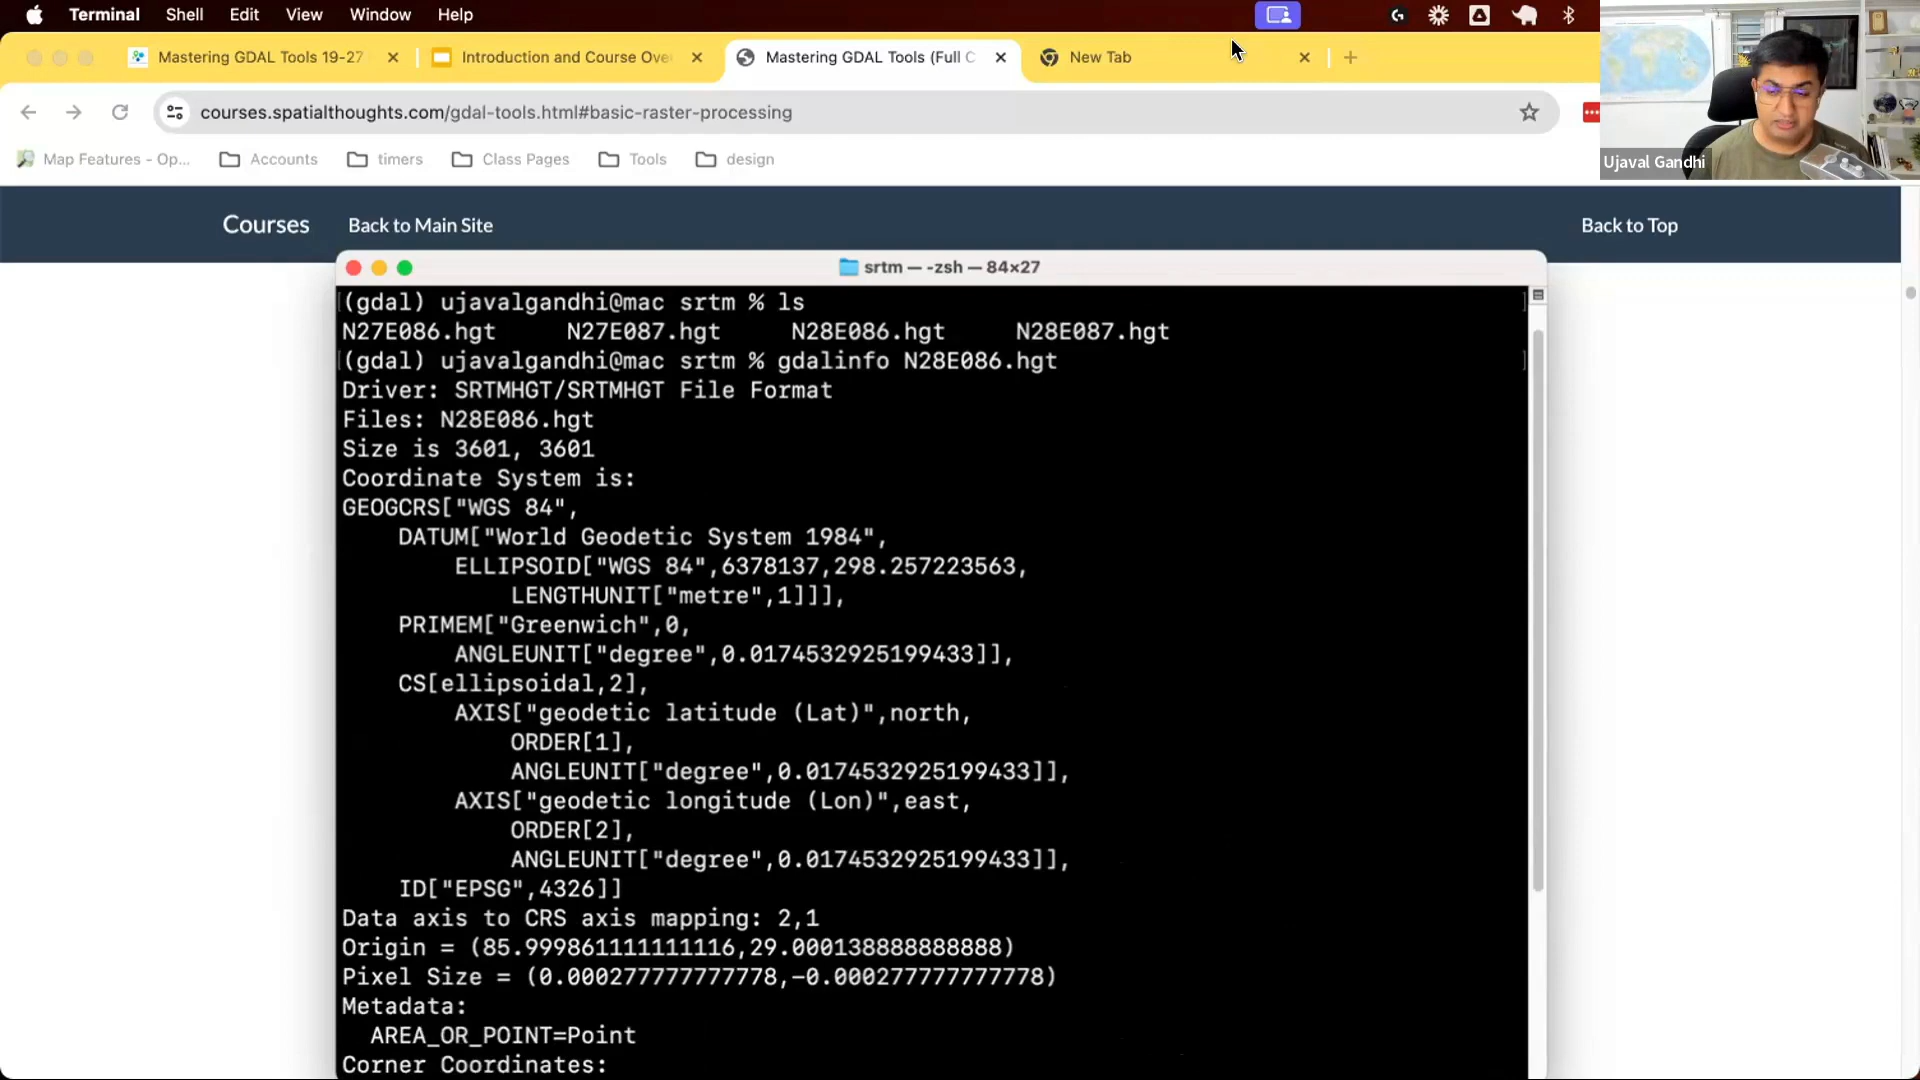 Terminal Shell Edit View Window Help
Mastering GDAL Tools 19-27
Introduction and Course Ove
Mastering GDAL Tools (Full C
New Tab
courses.spatialthoughts.com/gdal-tools.html#basic-raster-processing
Map Features - Op... Accounts timers Class Pages Tools design
Ujaval Gandhi
Courses Back to Main Site Back to Top
srtm — -zsh — 84×27
(gdal) ujavalgandhi@mac srtm % ls
N27E086.hgt N27E087.hgt N28E086.hgt N28E087.hgt
(gdal) ujavalgandhi@mac srtm % gdalinfo N28E086.hgt
Driver: SRTMHGT/SRTMHGT File Format
Files: N28E086.hgt
Size is 3601, 3601
Coordinate System is:
GEOGCRS["WGS 84",
DATUM["World Geodetic System 1984",
ELLIPSOID["WGS 84",6378137,298.257223563,
LENGTHUNIT["metre",1]]],
PRIMEM["Greenwich",0,
ANGLEUNIT["degree",0.0174532925199433]],
CS[ellipsoidal,2],
AXIS["geodetic latitude (Lat)",north,
ORDER[1],
ANGLEUNIT["degree",0.0174532925199433]],
AXIS["geodetic longitude (Lon)",east,
ORDER[2],
ANGLEUNIT["degree",0.0174532925199433]],
ID["EPSG",4326]]
Data axis to CRS axis mapping: 2,1
Origin = (85.999861111111116,29.000138888888888)
Pixel Size = (0.000277777777778,-0.000277777777778)
Metadata:
AREA_OR_POINT=Point
Corner Coordinates: